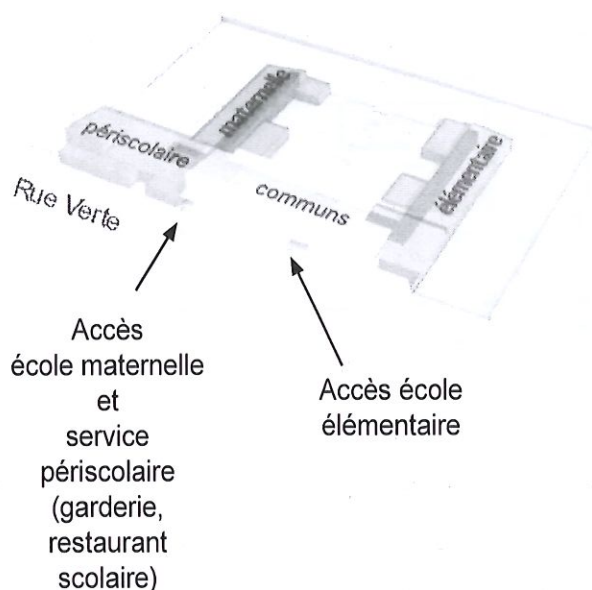 maternelle
périscolaire
élémentaire
communs
Rue Verte
Accès
école maternelle
et
service
périscolaire
(garderie,
restaurant
scolaire)
Accès école
élémentaire